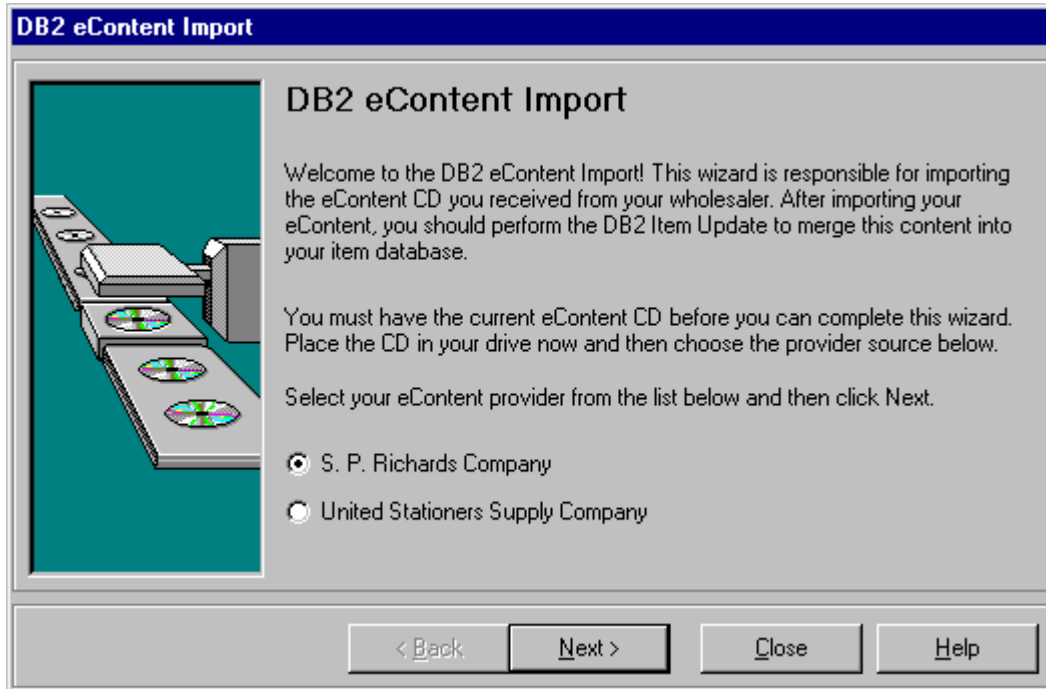 DB2 eContent Import
DB2 eContent Import
Welcome to the DB2 eContent Import! This wizard is responsible for importing
the eContent CD you received from your wholesaler. After importing your
eContent, you should perform the DB2 Item Update to merge this content into
your item database.
You must have the current eContent CD before you can complete this wizard.
Place the CD in your drive now and then choose the provider source below.
Select your eContent provider from the list below and then click Next.
S. P. Richards Company
United Stationers Supply Company
< Back Next > Close Help